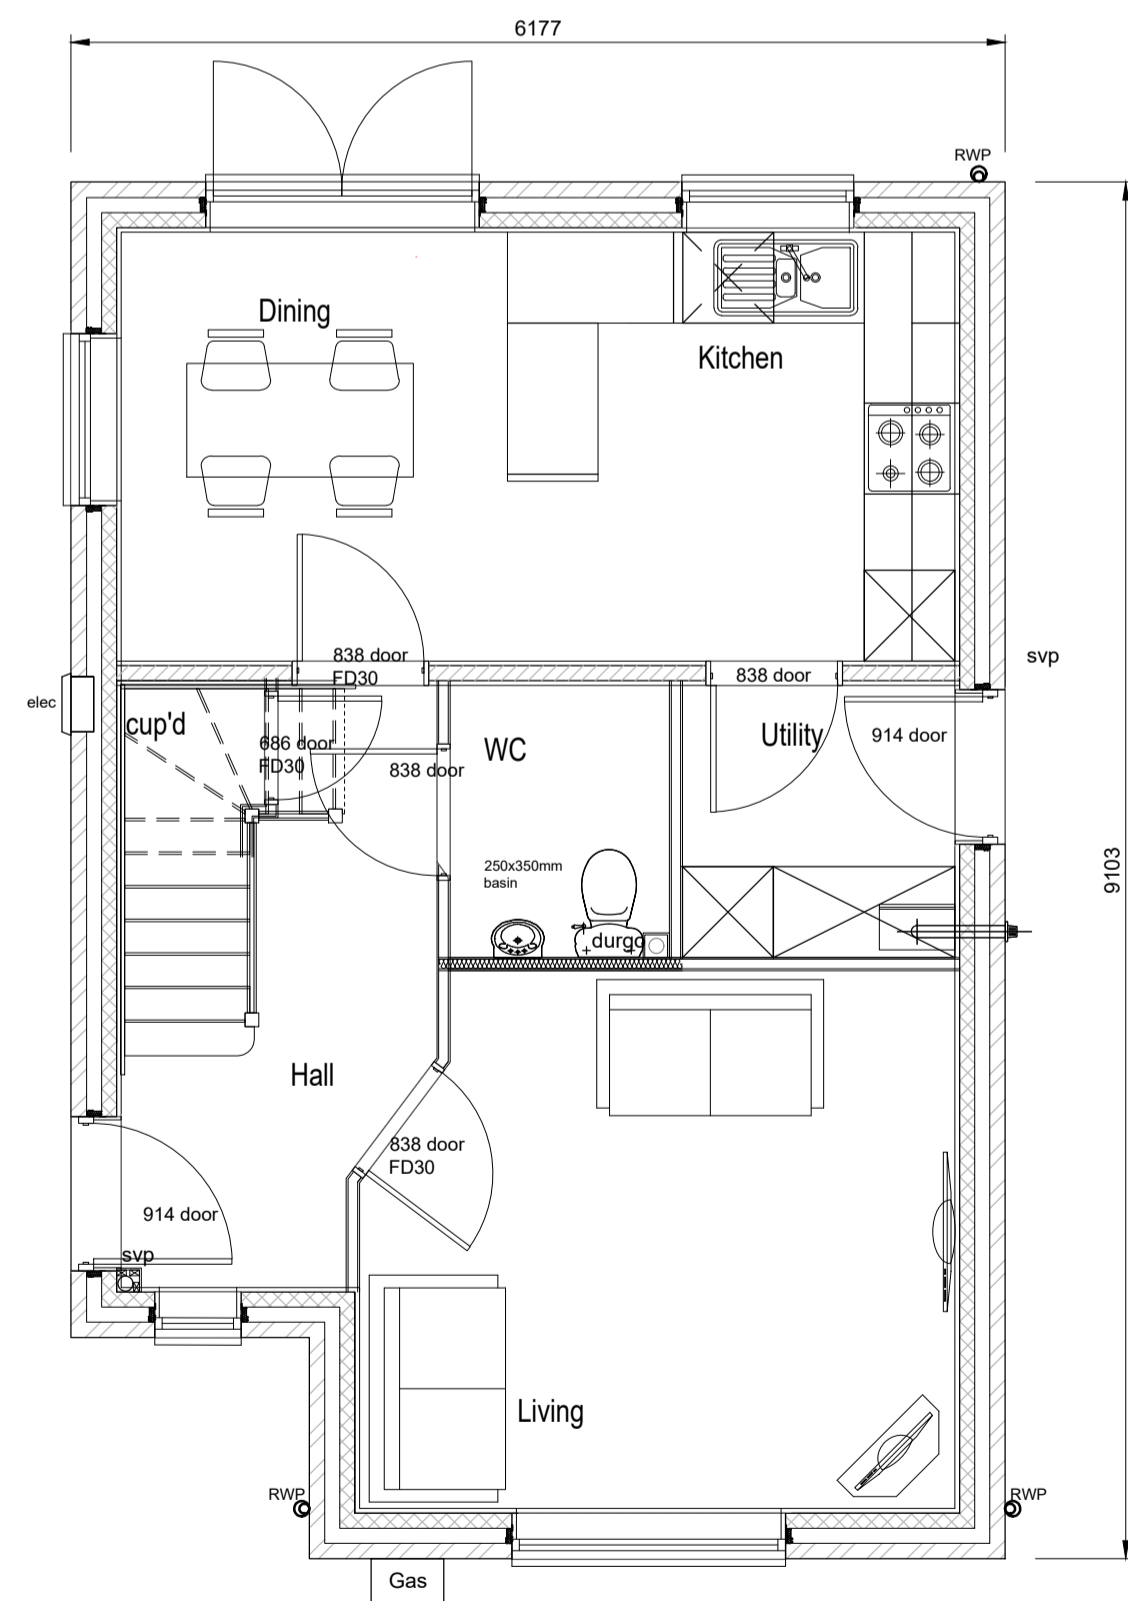 6177
RWP
Dining
Kitchen
838 door
FD30
svp
838 door
elec
cup'd
686 door
FD30
WC
Utility
914 door
838 door
9103
250x350mm
basin
durgo
Hall
838 door
FD30
914 door
svp
Living
RWP
RWP
Gas